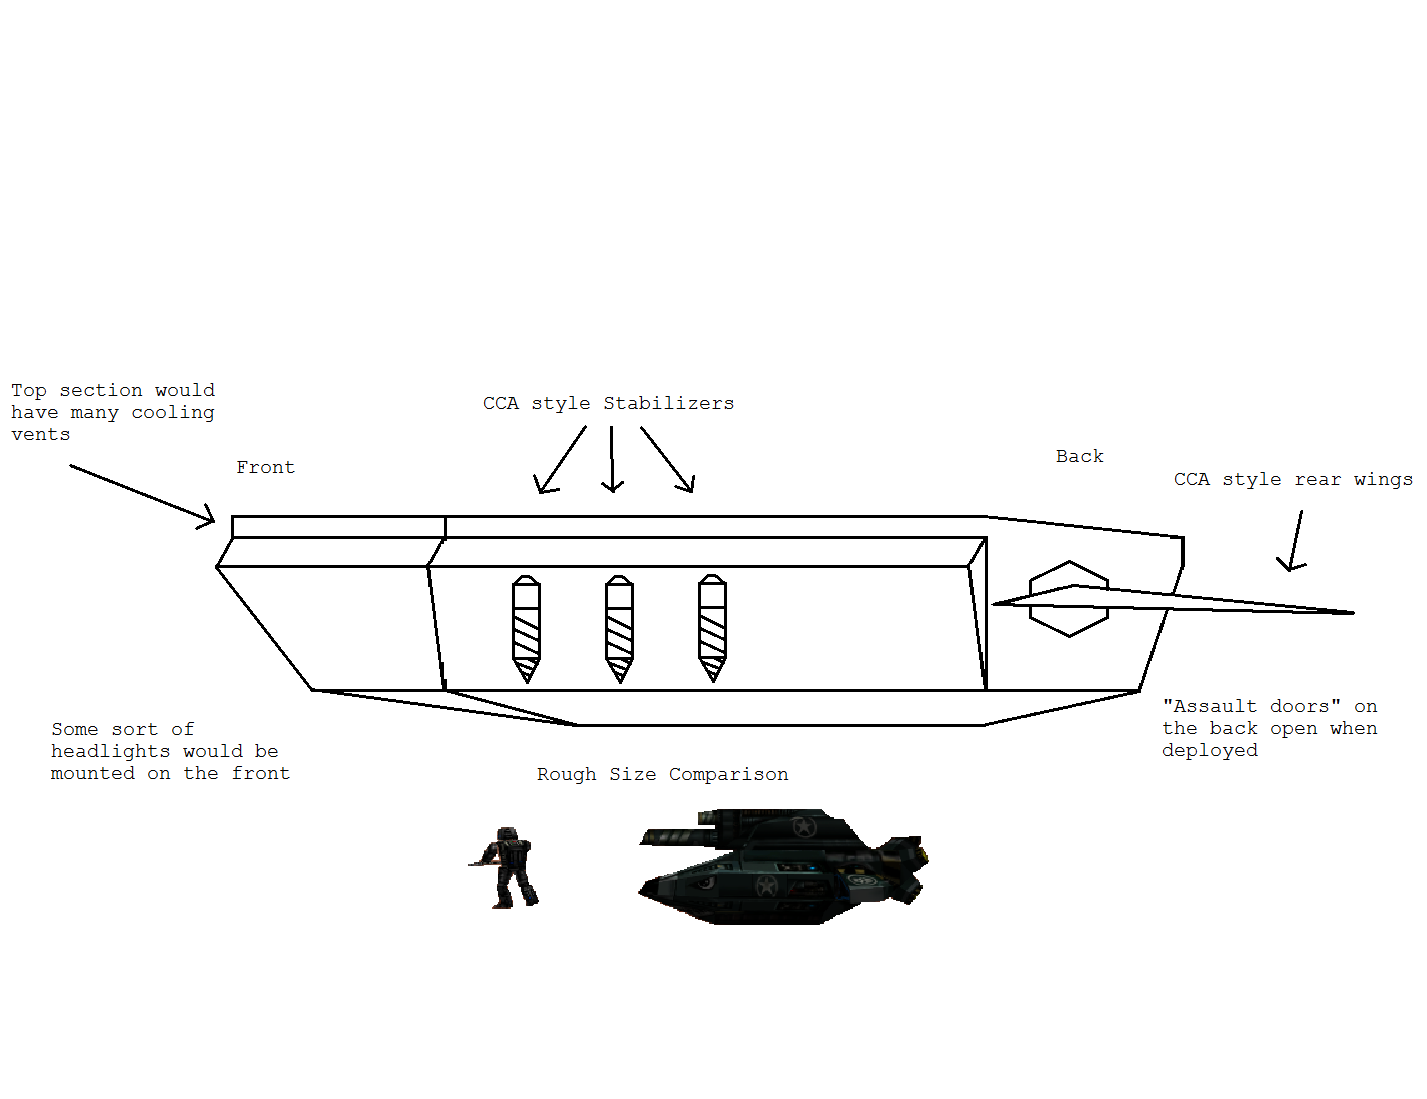 Top section would
have many cooling
vents
CCA style Stabilizers
Front
Back
CCA style rear wings
"Assault doors" on
the back open when
deployed
Some sort of
headlights would be
mounted on the front
Rough Size Comparison